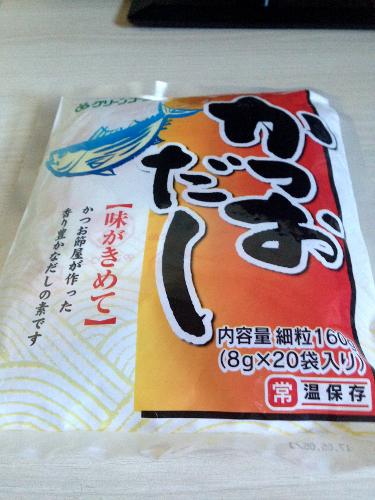 グリーンコー
かつお
だし
【味がきめて】
かつお節屋が作った
香り豊かなだしの素です
内容量 細粒160g
(8g×20袋入り)
常温保存